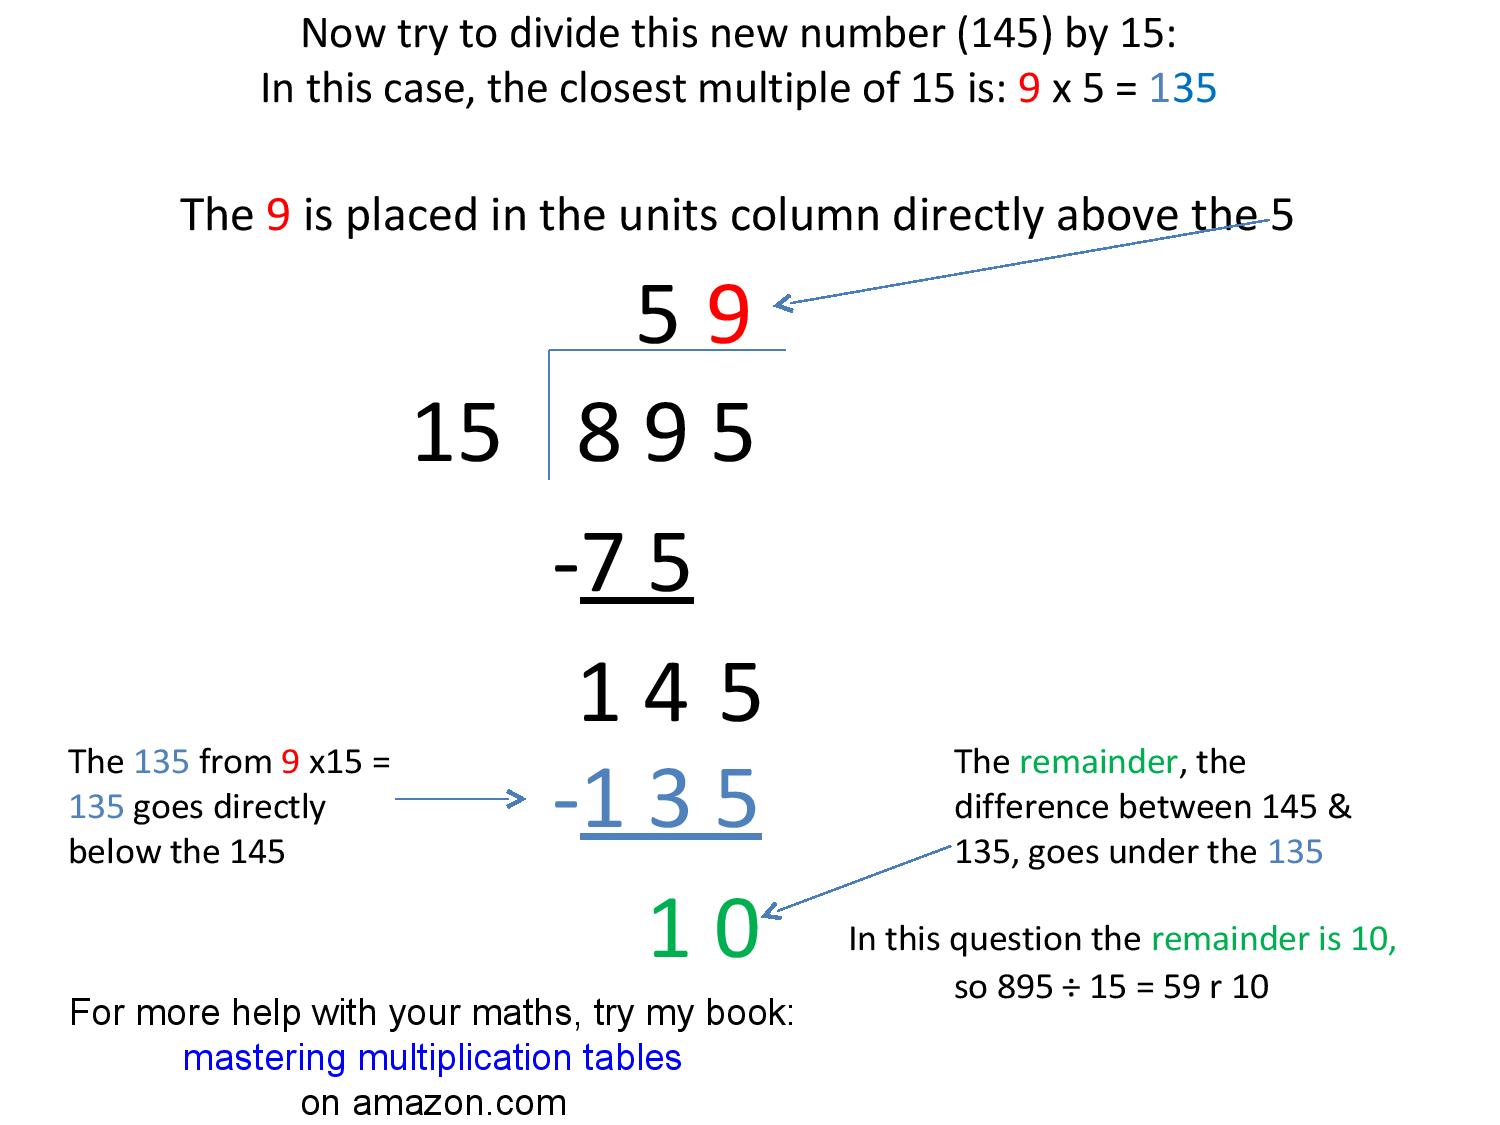 Now try to divide this new number (145) by 15:
In this case, the closest multiple of 15 is: 9 x 5 = 135
The 9 is placed in the units column directly above the 5
5 9
15 8 9 5
-7 5
1 4 5
-1 3 5
1 0
The 135 from 9 x15 =
135 goes directly
below the 145
The remainder, the
difference between 145 &
135, goes under the 135
In this question the remainder is 10,
so 895 ÷ 15 = 59 r 10
For more help with your maths, try my book:
mastering multiplication tables
on amazon.com